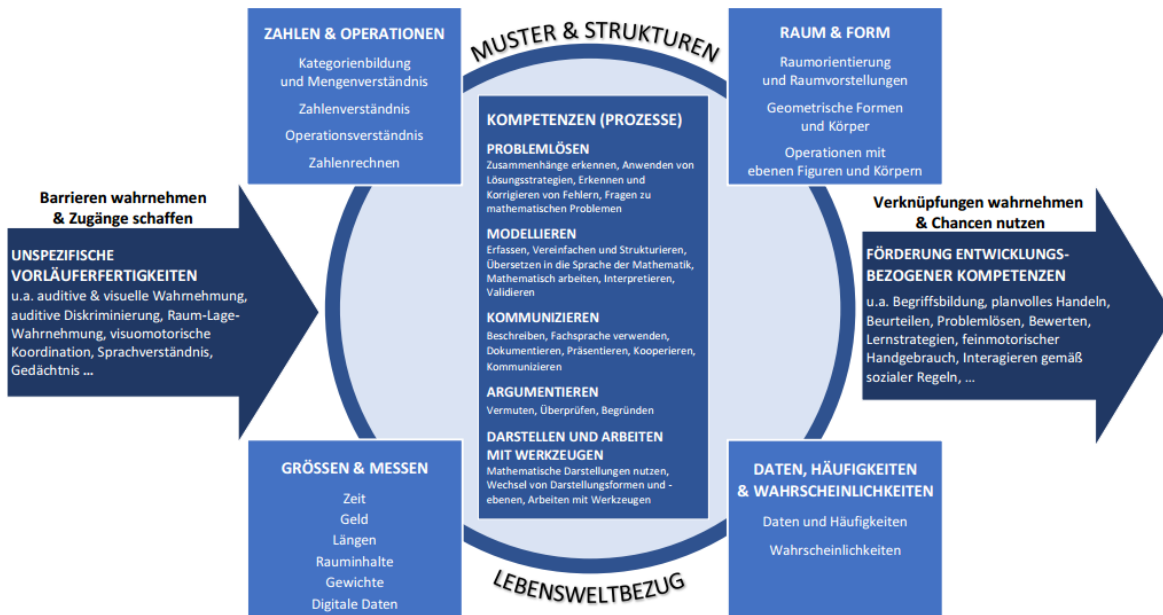 MUSTER & STRUKTUREN
ZAHLEN & OPERATIONEN
Kategorienbildung
und Mengenverständnis
Zahlenverständnis
Operationsverständnis
Zahlenrechnen
RAUM & FORM
Raumorientierung
und Raumvorstellungen
Geometrische Formen
und Körper
Operationen mit
ebenen Figuren und Körpern
Barrieren wahrnehmen
& Zugänge schaffen
UNSPEZIFISCHE
VORLÄUFERFERTIGKEITEN
u.a. auditive & visuelle Wahrnehmung,
auditive Diskriminierung, Raum-Lage-
Wahrnehmung, visuomotorische
Koordination, Sprachverständnis,
Gedächtnis ...
KOMPETENZEN (PROZESSE)
PROBLEMLÖSEN
Zusammenhänge erkennen, Anwenden von
Lösungsstrategien, Erkennen und
Korrigieren von Fehlern, Fragen zu
mathematischen Problemen
MODELLIEREN
Erfassen, Vereinfachen und Strukturieren,
Übersetzen in die Sprache der Mathematik,
Mathematisch arbeiten, Interpretieren,
Validieren
KOMMUNIZIEREN
Beschreiben, Fachsprache verwenden,
Dokumentieren, Präsentieren, Kooperieren,
Kommunizieren
ARGUMENTIEREN
Vermuten, Überprüfen, Begründen
DARSTELLEN UND ARBEITEN
MIT WERKZEUGEN
Mathematische Darstellungen nutzen,
Wechsel von Darstellungsformen und -
ebenen, Arbeiten mit Werkzeugen
Verknüpfungen wahrnehmen
& Chancen nutzen
FÖRDERUNG ENTWICKLUNGS-
BEZOGENER KOMPETENZEN
u.a. Begriffsbildung, planvolles Handeln,
Beurteilen, Problemlösen, Bewerten,
Lernstrategien, feinmotorischer
Handgebrauch, Interagieren gemäß
sozialer Regeln, ...
GRÖSSEN & MESSEN
Zeit
Geld
Längen
Rauminhalte
Gewichte
Digitale Daten
DATEN, HÄUFIGKEITEN
& WAHRSCHEINLICHKEITEN
Daten und Häufigkeiten
Wahrscheinlichkeiten
LEBENSWELTBEZUG